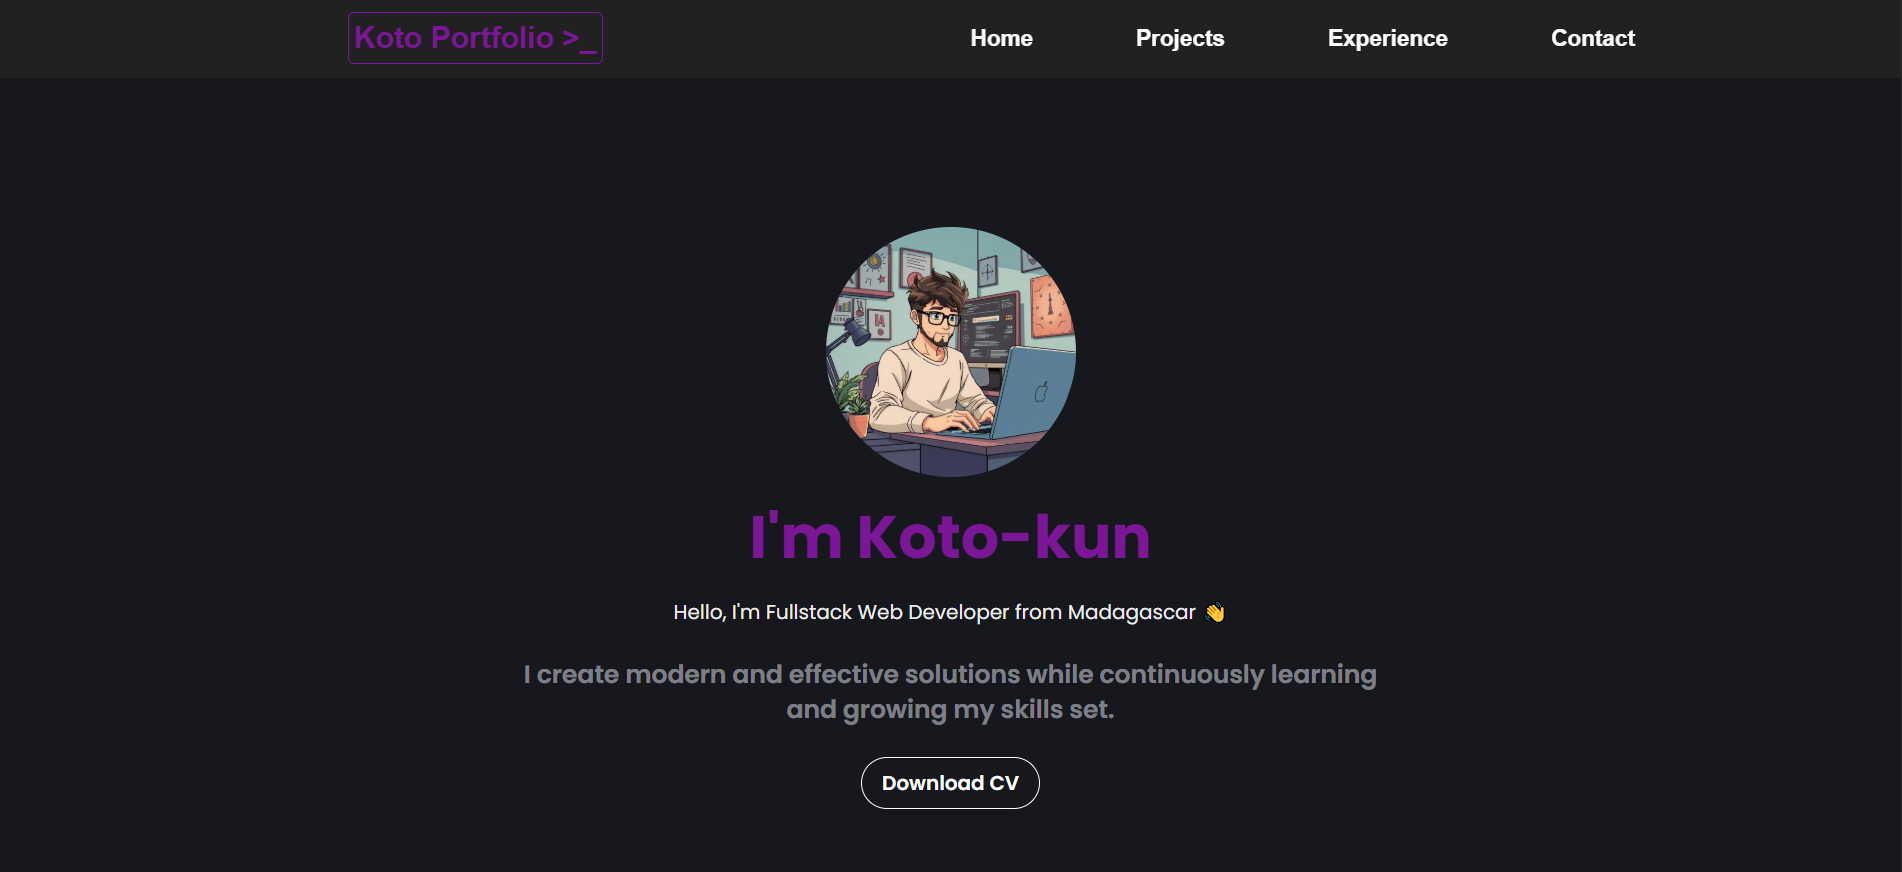 Koto Portfolio >_
Home
Projects
Experience
Contact
I'm Koto-kun
Hello, I'm Fullstack Web Developer from Madagascar 👋
I create modern and effective solutions while continuously learning
and growing my skills set.
Download CV